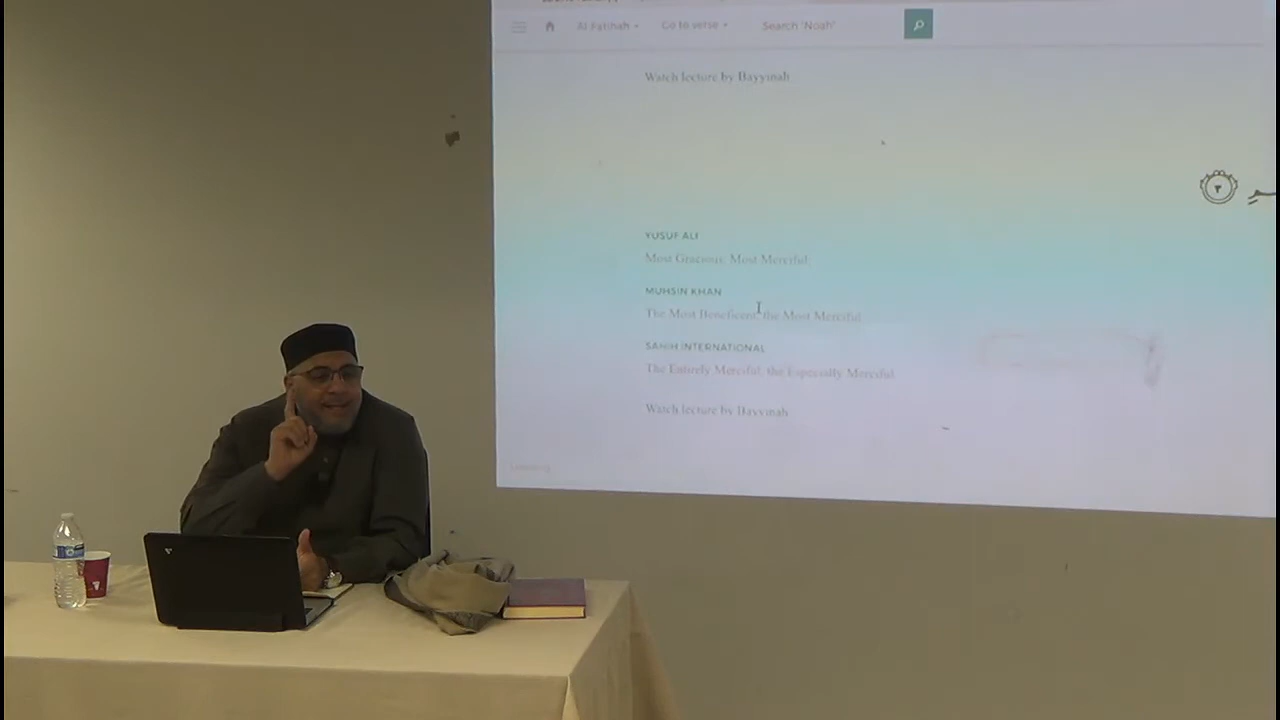 Al Fatihah Go to verse Search 'Noah'
Watch lecture by Bayyinah
٣
YUSUF ALI
Most Gracious, Most Merciful;
MUHSIN KHAN
The Most Beneficent, the Most Merciful.
SAHIH INTERNATIONAL
The Entirely Merciful, the Especially Merciful,
Watch lecture by Bayyinah